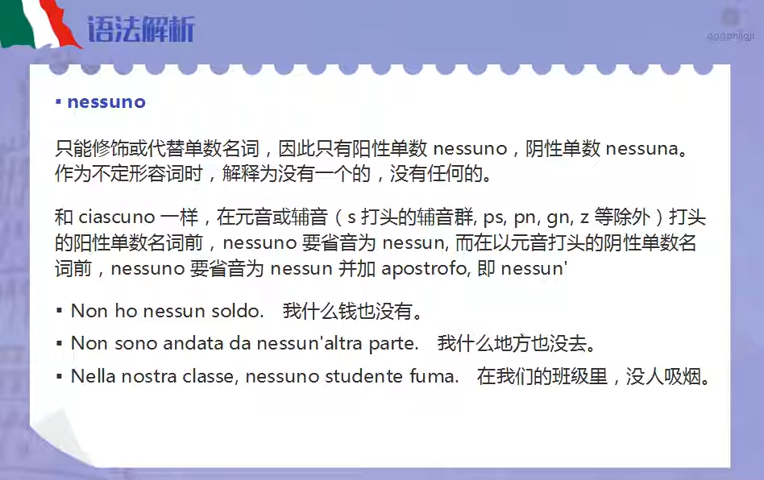 语法解析
▪ nessuno
只能修饰或代替单数名词，因此只有阳性单数 nessuno，阴性单数 nessuna。
作为不定形容词时，解释为没有一个的，没有任何的。
和 ciascuno 一样，在元音或辅音（s 打头的辅音群, ps, pn, gn, z 等除外）打头
的阳性单数名词前，nessuno 要省音为 nessun, 而在以元音打头的阴性单数名
词前，nessuno 要省音为 nessun 并加 apostrofo, 即 nessun'
▪ Non ho nessun soldo. 我什么钱也没有。
▪ Non sono andata da nessun'altra parte. 我什么地方也没去。
▪ Nella nostra classe, nessuno studente fuma. 在我们的班级里，没人吸烟。